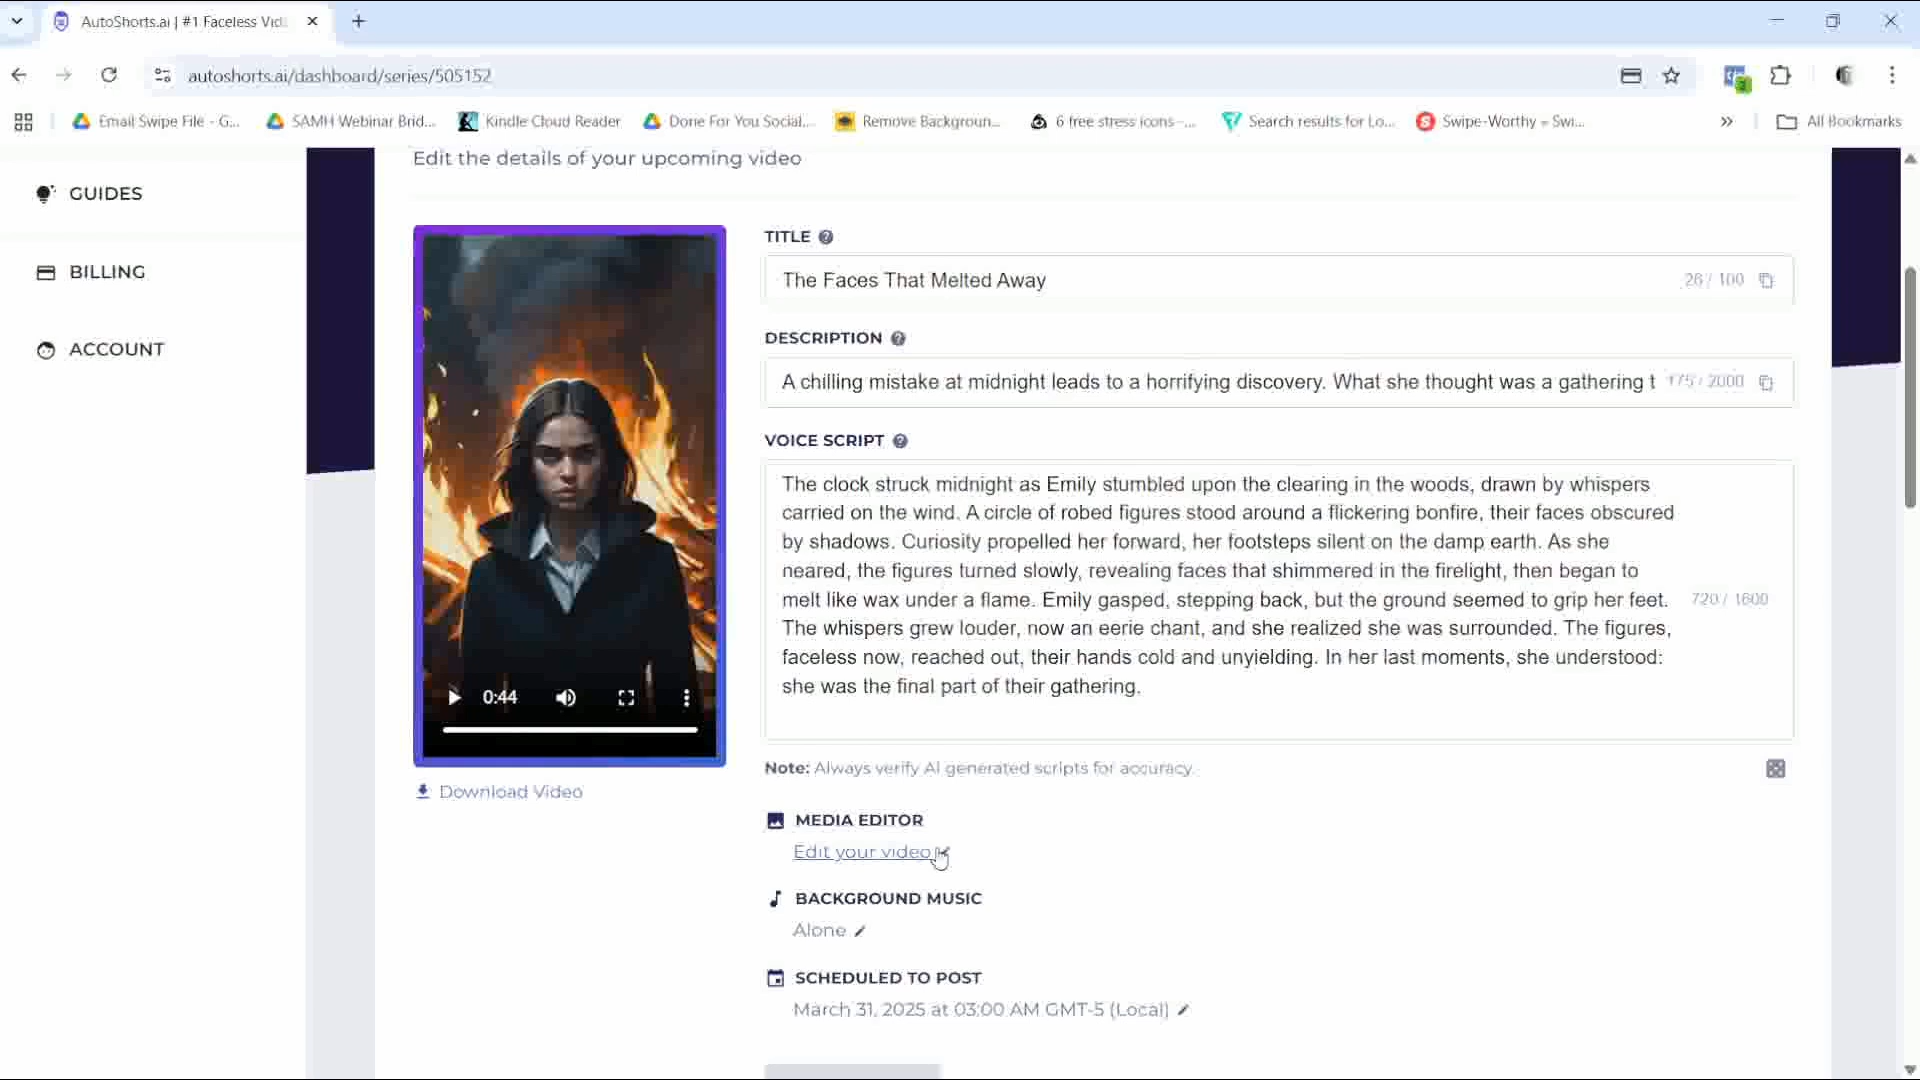 AutoShorts.ai | #1 Faceless Vid
autoshorts.ai/dashboard/series/505152
Email Swipe File - G...
SAMH Webinar Brid...
Kindle Cloud Reader
Done For You Social...
Remove Backgroun...
6 free stress icons -...
Search results for Lo...
Swipe-Worthy – Swi...
All Bookmarks
GUIDES
BILLING
ACCOUNT
Edit the details of your upcoming video
0:44
Download Video
TITLE
The Faces That Melted Away
26 / 100
DESCRIPTION
A chilling mistake at midnight leads to a horrifying discovery. What she thought was a gathering t
175 / 2000
VOICE SCRIPT
The clock struck midnight as Emily stumbled upon the clearing in the woods, drawn by whispers
carried on the wind. A circle of robed figures stood around a flickering bonfire, their faces obscured
by shadows. Curiosity propelled her forward, her footsteps silent on the damp earth. As she
neared, the figures turned slowly, revealing faces that shimmered in the firelight, then began to
melt like wax under a flame. Emily gasped, stepping back, but the ground seemed to grip her feet.
The whispers grew louder, now an eerie chant, and she realized she was surrounded. The figures,
faceless now, reached out, their hands cold and unyielding. In her last moments, she understood:
she was the final part of their gathering.
720 / 1600
Note: Always verify AI generated scripts for accuracy.
MEDIA EDITOR
Edit your video
BACKGROUND MUSIC
Alone
SCHEDULED TO POST
March 31, 2025 at 03:00 AM GMT-5 (Local)